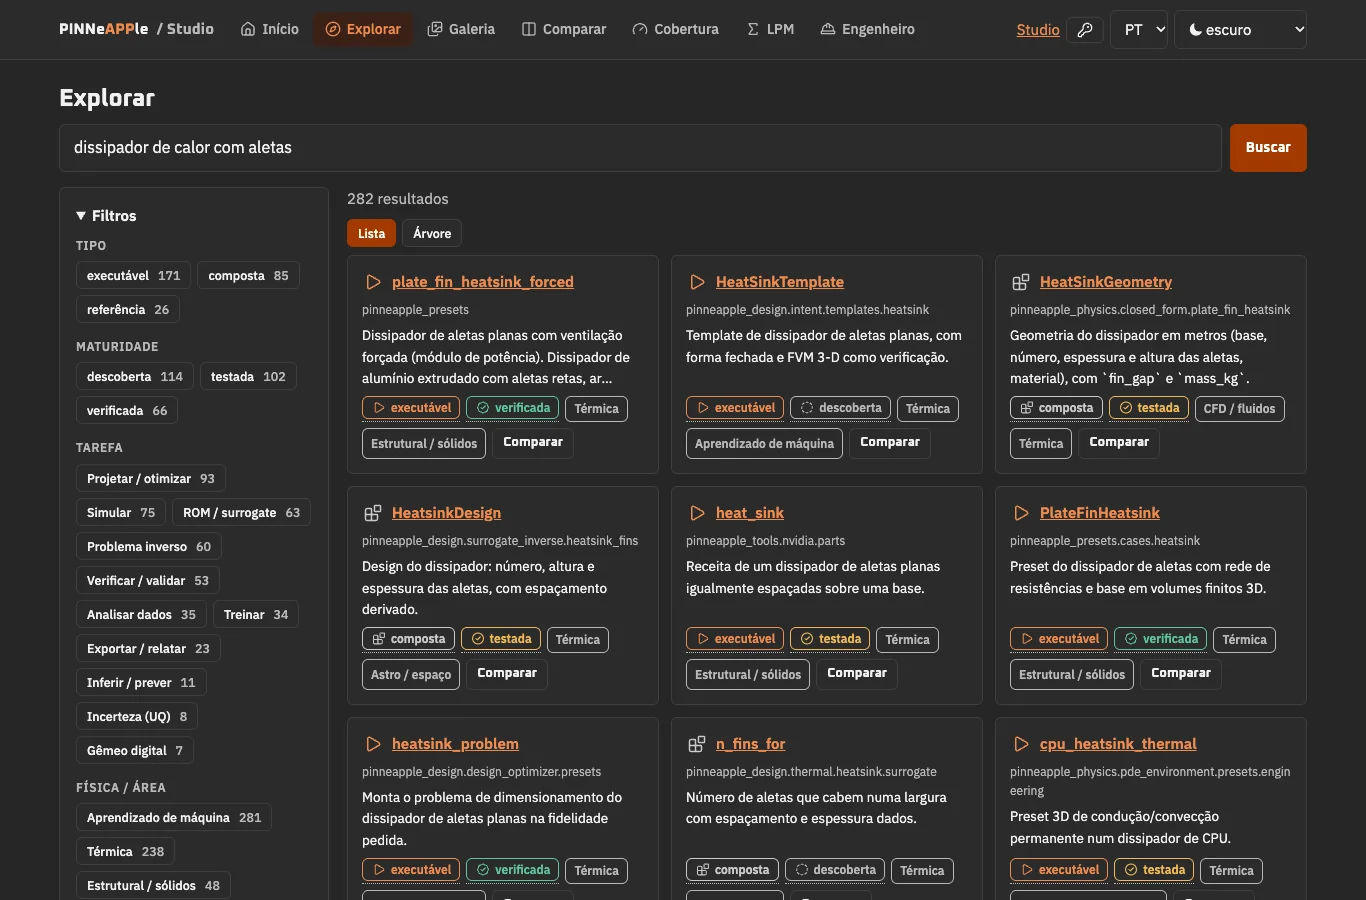 PINNeAPPle / Studio
Início
Explorar
Galeria
Comparar
Cobertura
LPM
Engenheiro
Studio
PT
escuro
Explorar
dissipador de calor com aletas
Buscar
▼ Filtros
TIPO
executável 171
composta 85
referência 26
MATURIDADE
descoberta 114
testada 102
verificada 66
TAREFA
Projetar / otimizar 93
Simular 75
ROM / surrogate 63
Problema inverso 60
Verificar / validar 53
Analisar dados 35
Treinar 34
Exportar / relatar 23
Inferir / prever 11
Incerteza (UQ) 8
Gêmeo digital 7
FÍSICA / ÁREA
Aprendizado de máquina 281
Térmica 238
Estrutural / sólidos 48
282 resultados
Lista
Árvore
plate_fin_heatsink_forced
pinneapple_presets
Dissipador de aletas planas com ventilação
forçada (módulo de potência). Dissipador de
alumínio extrudado com aletas retas, ar...
executável
verificada
Térmica
Estrutural / sólidos
Comparar
HeatSinkTemplate
pinneapple_design.intent.templates.heatsink
Template de dissipador de aletas planas, com
forma fechada e FVM 3-D como verificação.
executável
descoberta
Térmica
Aprendizado de máquina
Comparar
HeatSinkGeometry
pinneapple_physics.closed_form.plate_fin_heatsink
Geometria do dissipador em metros (base,
número, espessura e altura das aletas,
material), com `fin_gap` e `mass_kg`.
composta
testada
CFD / fluidos
Térmica
Comparar
HeatsinkDesign
pinneapple_design.surrogate_inverse.heatsink_fins
Design do dissipador: número, altura e
espessura das aletas, com espaçamento
derivado.
composta
testada
Térmica
Astro / espaço
Comparar
heat_sink
pinneapple_tools.nvidia.parts
Receita de um dissipador de aletas planas
igualmente espaçadas sobre uma base.
executável
testada
Térmica
Estrutural / sólidos
Comparar
PlateFinHeatsink
pinneapple_presets.cases.heatsink
Preset do dissipador de aletas com rede de
resistências e base em volumes finitos 3D.
executável
verificada
Térmica
Estrutural / sólidos
Comparar
heatsink_problem
pinneapple_design.design_optimizer.presets
Monta o problema de dimensionamento do
dissipador de aletas planas na fidelidade
pedida.
executável
verificada
Térmica
n_fins_for
pinneapple_design.thermal.heatsink.surrogate
Número de aletas que cabem numa largura
com espaçamento e espessura dados.
composta
descoberta
Térmica
cpu_heatsink_thermal
pinneapple_physics.pde_environment.presets.engin
eering
Preset 3D de condução/convecção
permanente num dissipador de CPU.
executável
testada
Térmica